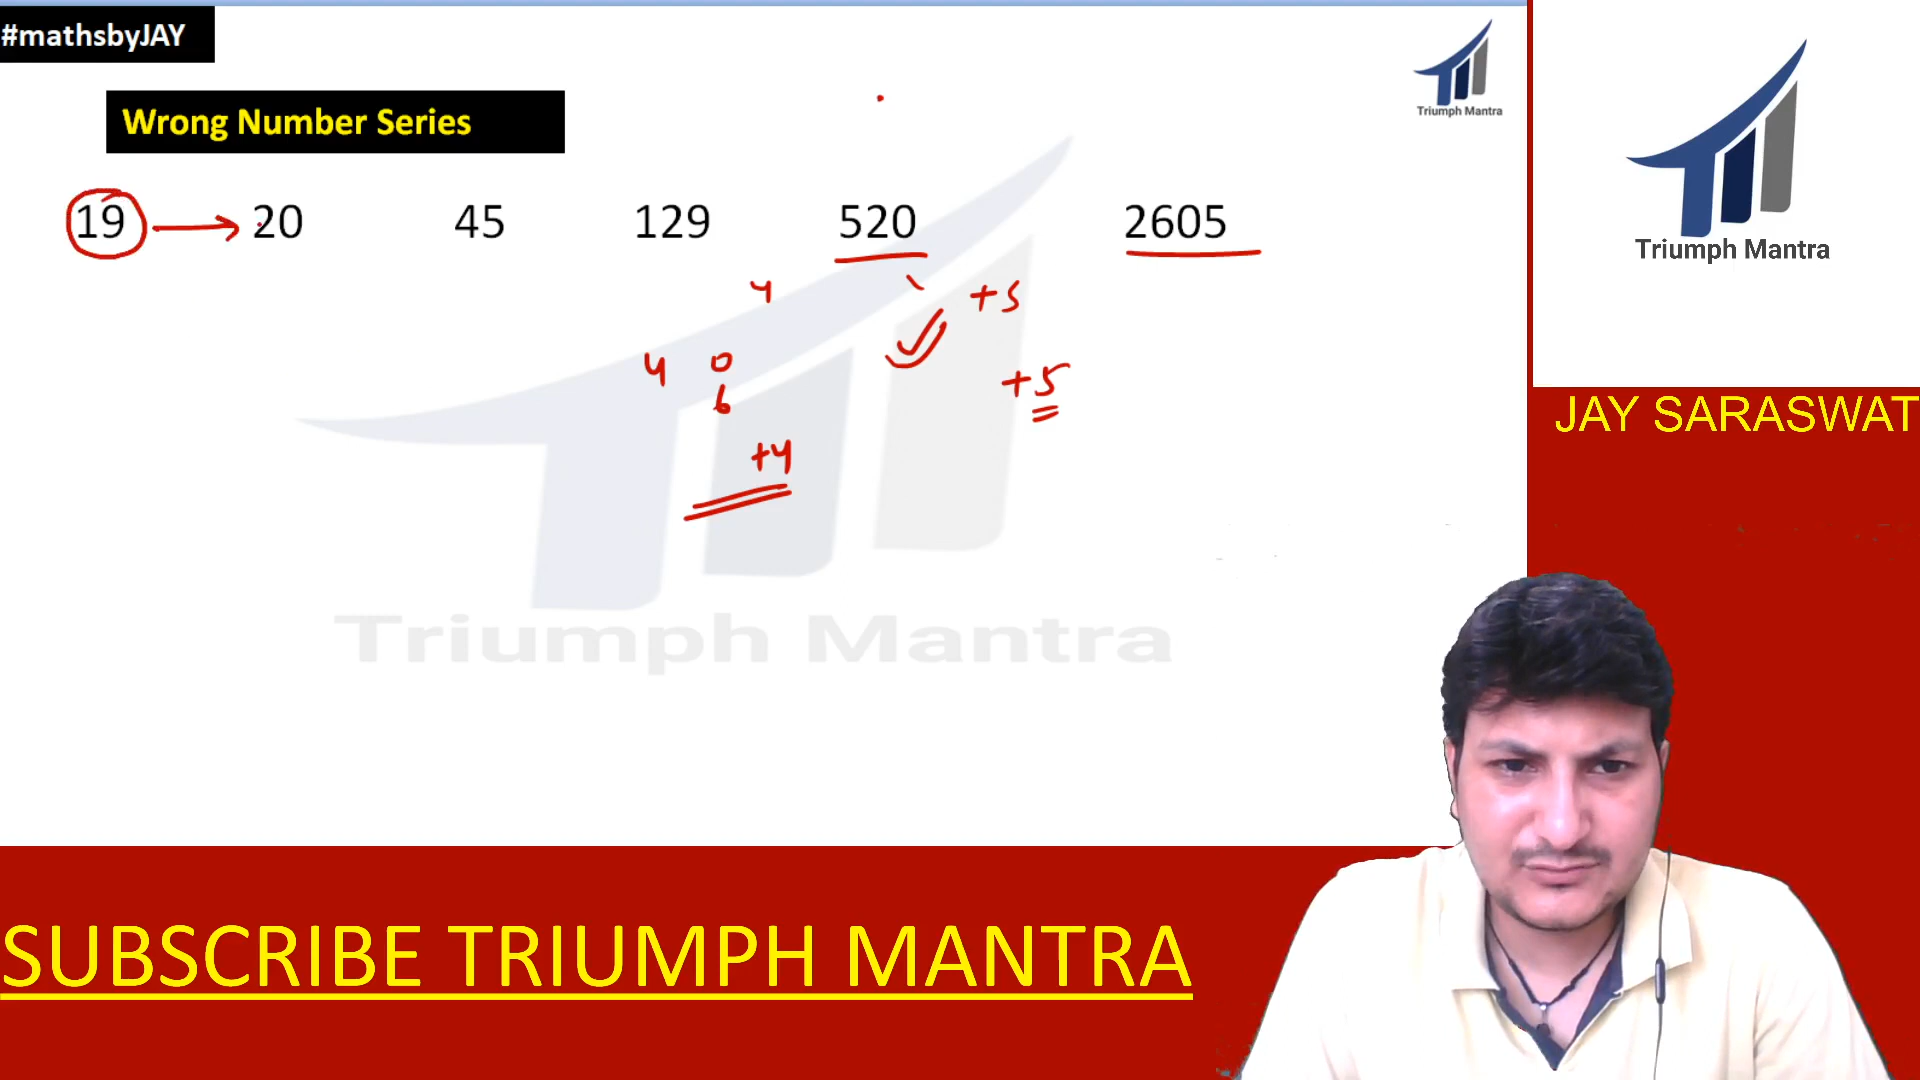 #mathsbyJAY
Triumph Mantra
Wrong Number Series
19 → 20 45 129 520 2605
Triumph Mantra
4 +5
4 0
6
+5
+4
JAY SARASWAT
Triumph Mantra
SUBSCRIBE TRIUMPH MANTRA